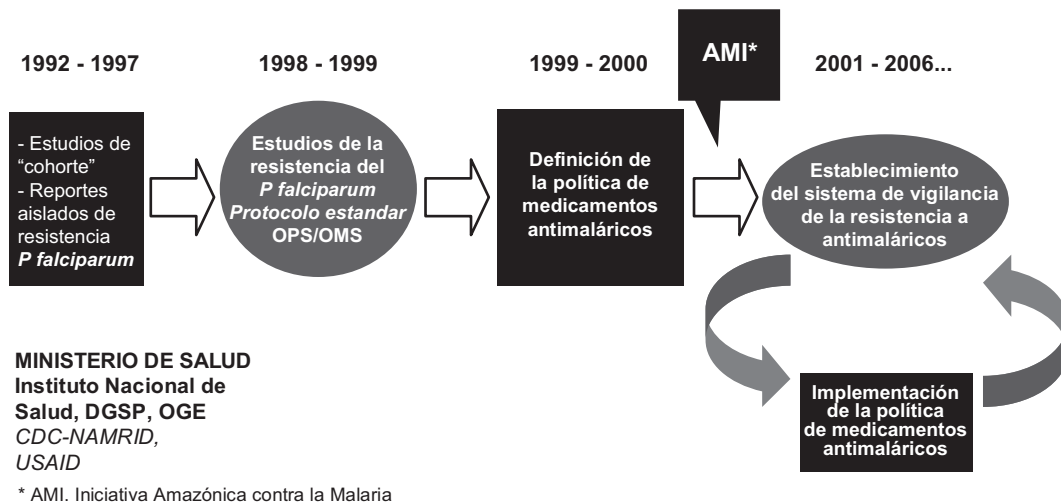 1992 - 1997
1998 - 1999
1999 - 2000
AMI*
2001 - 2006...
- Estudios de
“cohorte”
- Reportes
aislados de
resistencia
P falciparum
Estudios de la
resistencia del
P falciparum
Protocolo estandar
OPS/OMS
Definición de
la política de
medicamentos
antimaláricos
Establecimiento
del sistema de vigilancia
de la resistencia a
antimaláricos
Implementación
de la política
de medicamentos
antimaláricos
MINISTERIO DE SALUD
Instituto Nacional de
Salud, DGSP, OGE
CDC-NAMRID,
USAID
* AMI. Iniciativa Amazónica contra la Malaria